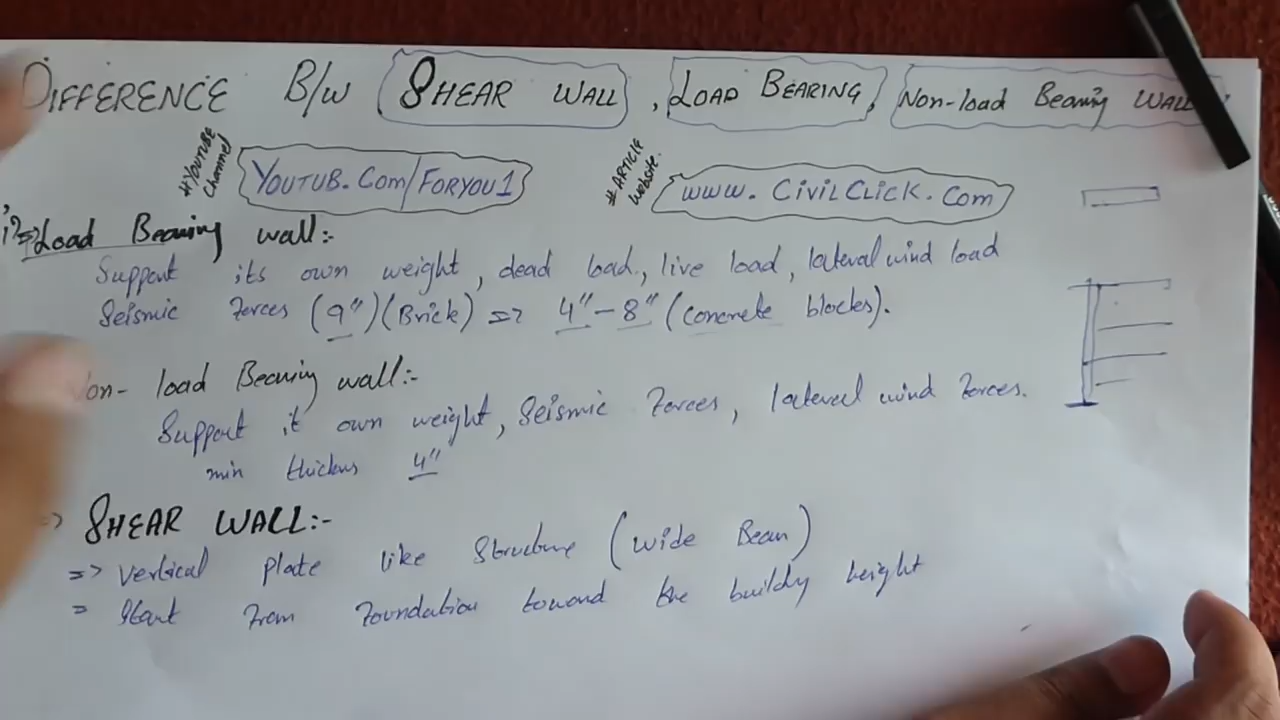 DIFFERENCE B/W SHEAR WALL, LOAD BEARING, Non-load Bearing WALL
#YOUTUBE Channel YOUTUB.COM/FORYOU1 #ARTICLE Website. www.CIVILCLICK.Com
Load Bearing wall:-
Support its own weight, dead load, live load, lateral wind load
Seismic Forces (9")(Brick) => 4"-8" (concrete blocks).
Non-load Bearing wall:-
Support it own weight, Seismic Forces, lateral wind Forces.
min thicknes 4"
=> SHEAR WALL:-
=> Vertical plate like Structure (wide Beam)
= Start From Foundation toward the building height